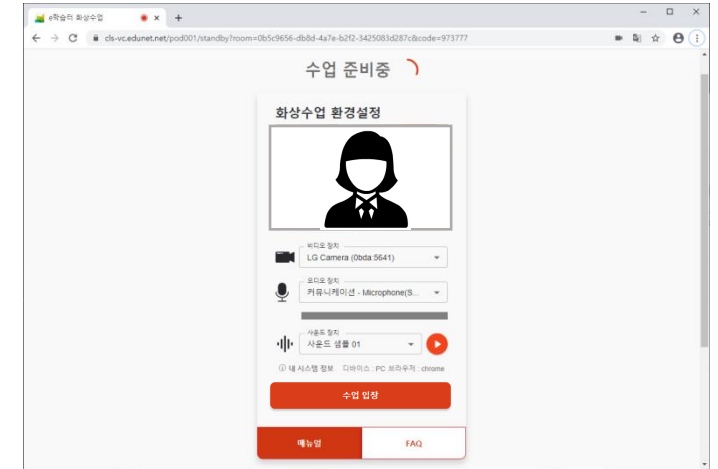 e학습터 화상수업
cls-vc.edunet.net/pod001/standby?room=0b5c9656-db8d-4a7e-b2f2-3425083d287c&code=973777
수업 준비중
화상수업 환경설정
비디오 장치
LG Camera (0bda:5641)
오디오 장치
커뮤니케이션 - Microphone(S...
사운드 장치
사운드 샘플 01
내 시스템 정보 디바이스 : PC 브라우저 : chrome
수업 입장
매뉴얼 FAQ